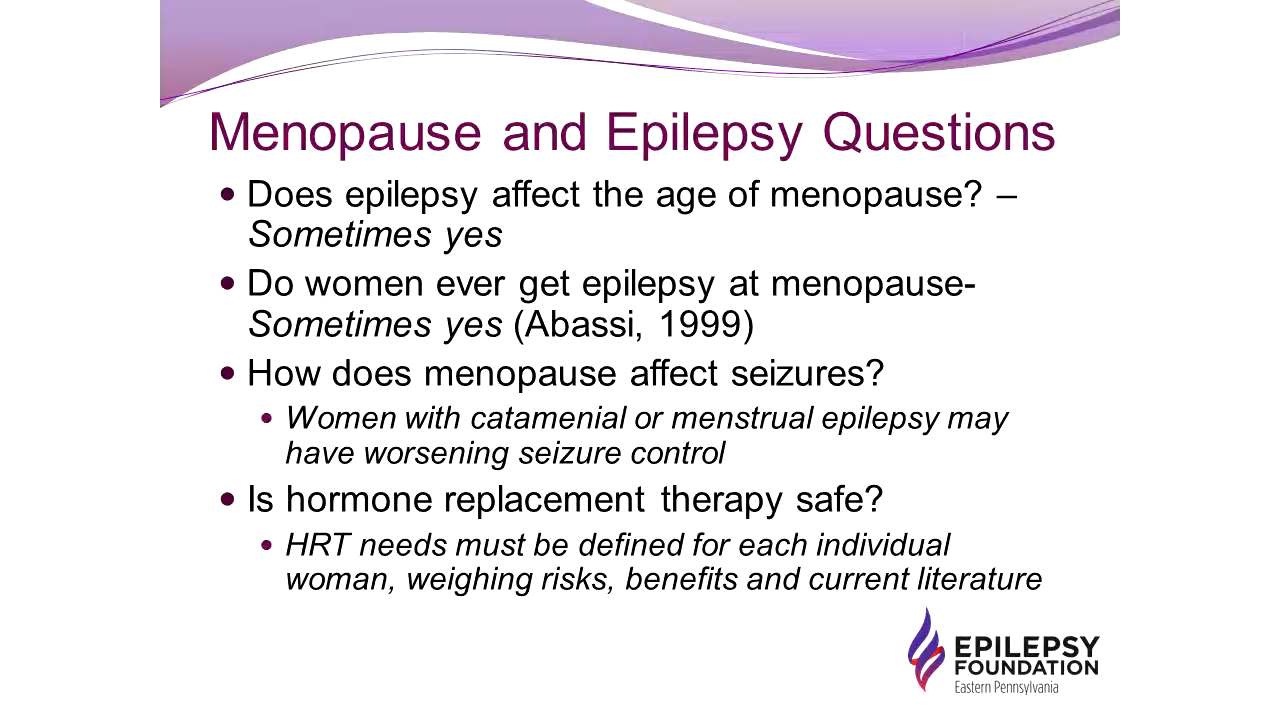 Menopause and Epilepsy Questions
• Does epilepsy affect the age of menopause? –
Sometimes yes
• Do women ever get epilepsy at menopause-
Sometimes yes (Abassi, 1999)
• How does menopause affect seizures?
• Women with catamenial or menstrual epilepsy may
have worsening seizure control
• Is hormone replacement therapy safe?
• HRT needs must be defined for each individual
woman, weighing risks, benefits and current literature
EPILEPSY
FOUNDATION
Eastern Pennsylvania